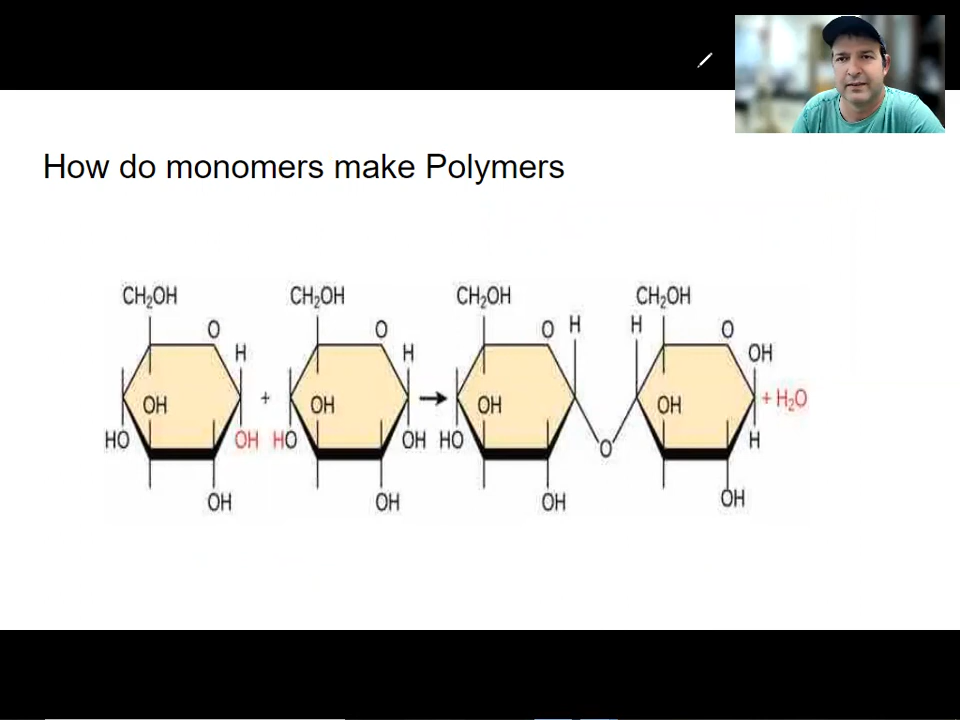 How do monomers make Polymers
CH₂OH CH₂OH CH₂OH CH₂OH
O O O H H O
H H OH
OH + OH → OH OH + H₂O
HO OH HO OH HO O H
OH OH OH OH